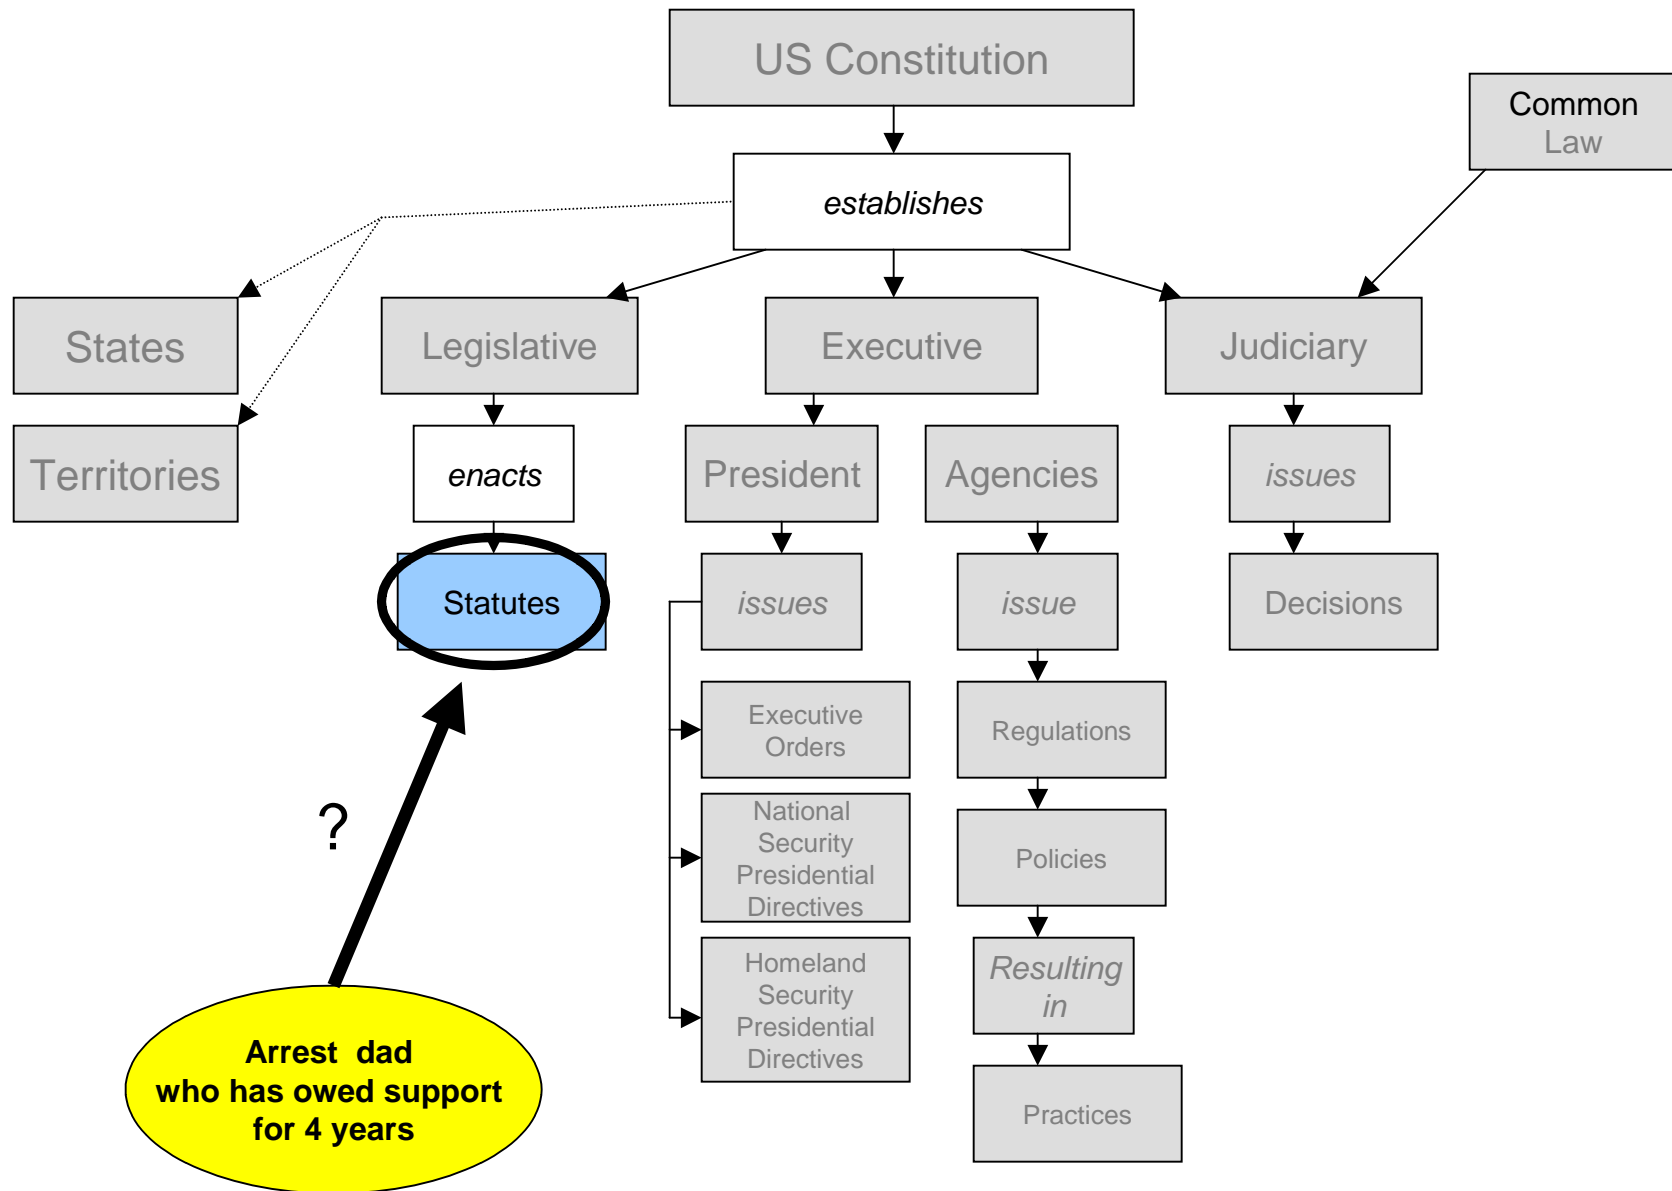 US Constitution
Common
Law
establishes
States
Legislative
Executive
Judiciary
Territories
enacts
President
Agencies
issues
Statutes
issues
issue
Decisions
Executive
Orders
Regulations
?
National
Security
Presidential
Directives
Policies
Homeland
Security
Presidential
Directives
Resulting
in
Arrest dad
who has owed support
for 4 years
Practices